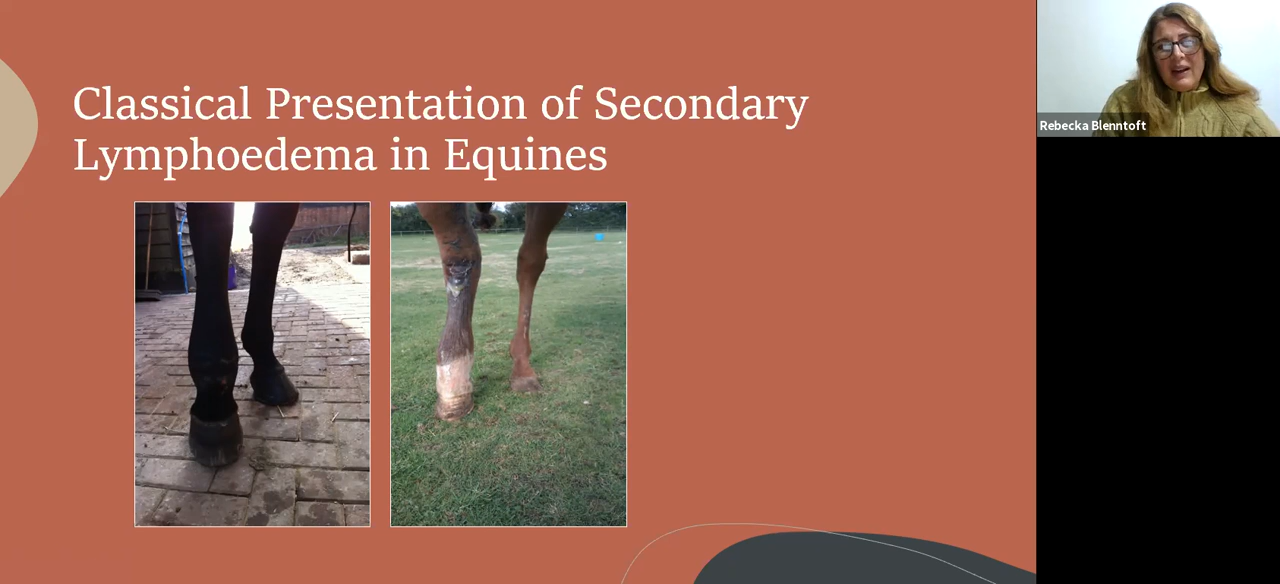 Classical Presentation of Secondary
Lymphoedema in Equines
Rebecka Blenntoft